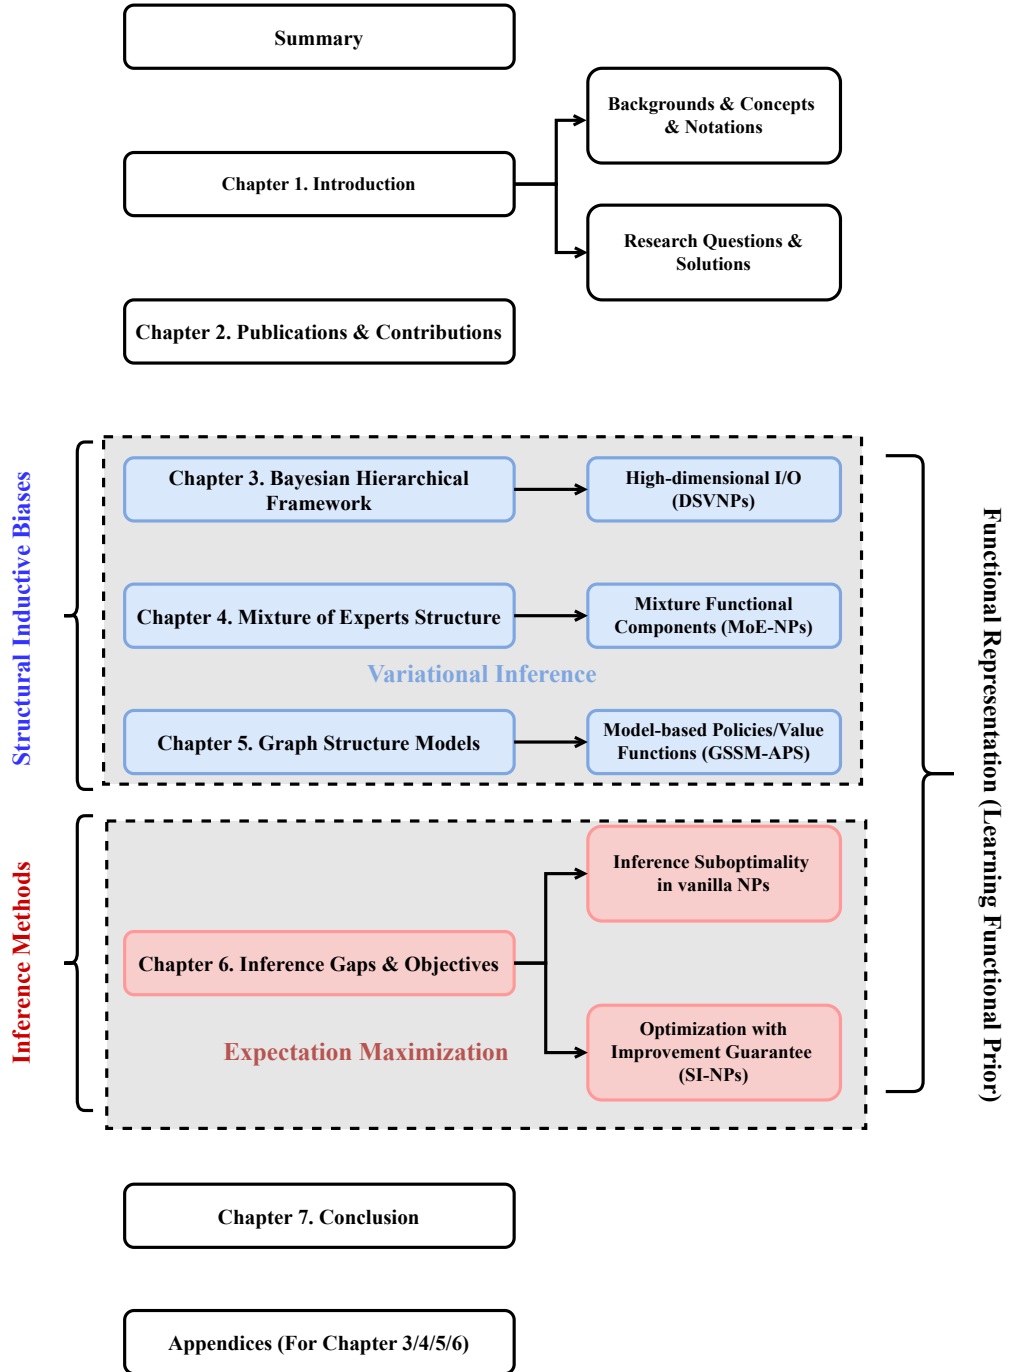 Summary
Backgrounds & Concepts
& Notations
Chapter 1. Introduction
Research Questions &
Solutions
Chapter 2. Publications & Contributions
Structural Inductive Biases
Chapter 3. Bayesian Hierarchical
Framework
High-dimensional I/O
(DSVNPs)
Chapter 4. Mixture of Experts Structure
Mixture Functional
Components (MoE-NPs)
Variational Inference
Chapter 5. Graph Structure Models
Model-based Policies/Value
Functions (GSSM-APS)
Functional Representation (Learning Functional Prior)
Inference Methods
Inference Suboptimality
in vanilla NPs
Chapter 6. Inference Gaps & Objectives
Expectation Maximization
Optimization with
Improvement Guarantee
(SI-NPs)
Chapter 7. Conclusion
Appendices (For Chapter 3/4/5/6)